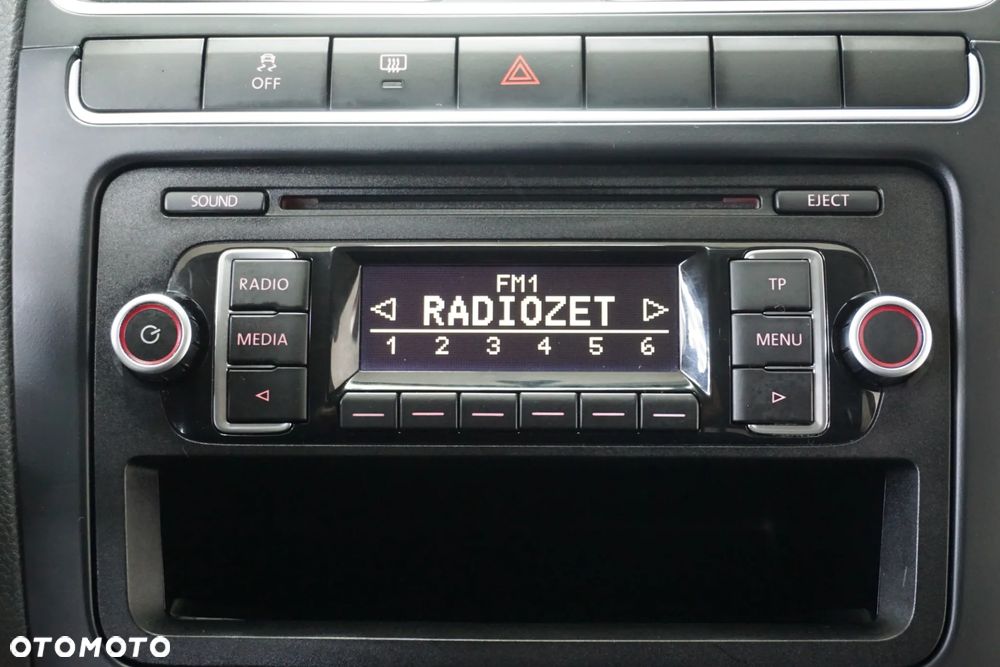 OFF
SOUND
EJECT
RADIO
FM1
TP
RADIOZET
MEDIA
1 2 3 4 5 6
MENU
OTOMOTO